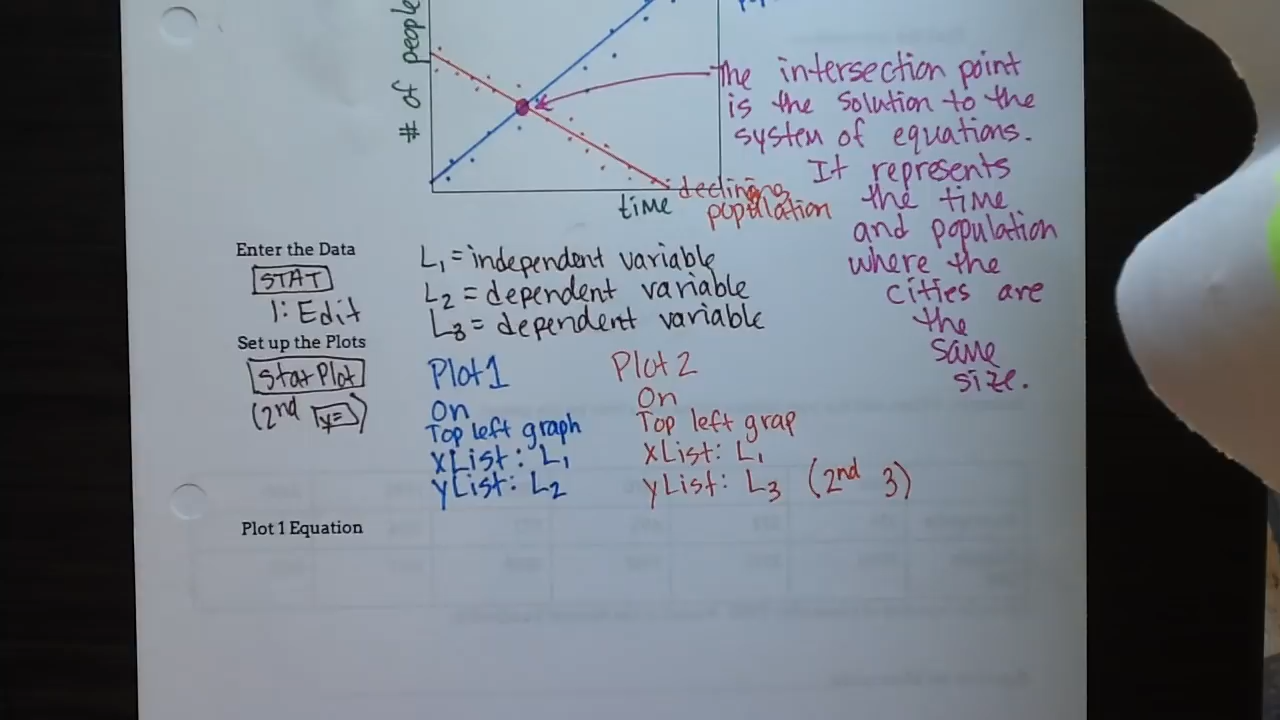 # of people
The intersection point
is the solution to the
system of equations.
It represents
the time
and population
where the
cities are
the
same
size.
time
declining
population
Enter the Data
STAT
1: Edit
L₁ = independent variable
L₂ = dependent variable
L₃ = dependent variable
Set up the Plots
Stat Plot
(2nd y=)
Plot 1
On
Top left graph
xList: L₁
yList: L₂
Plot 2
On
Top left grap
xList: L₁
yList: L₃ (2nd 3)
Plot 1 Equation